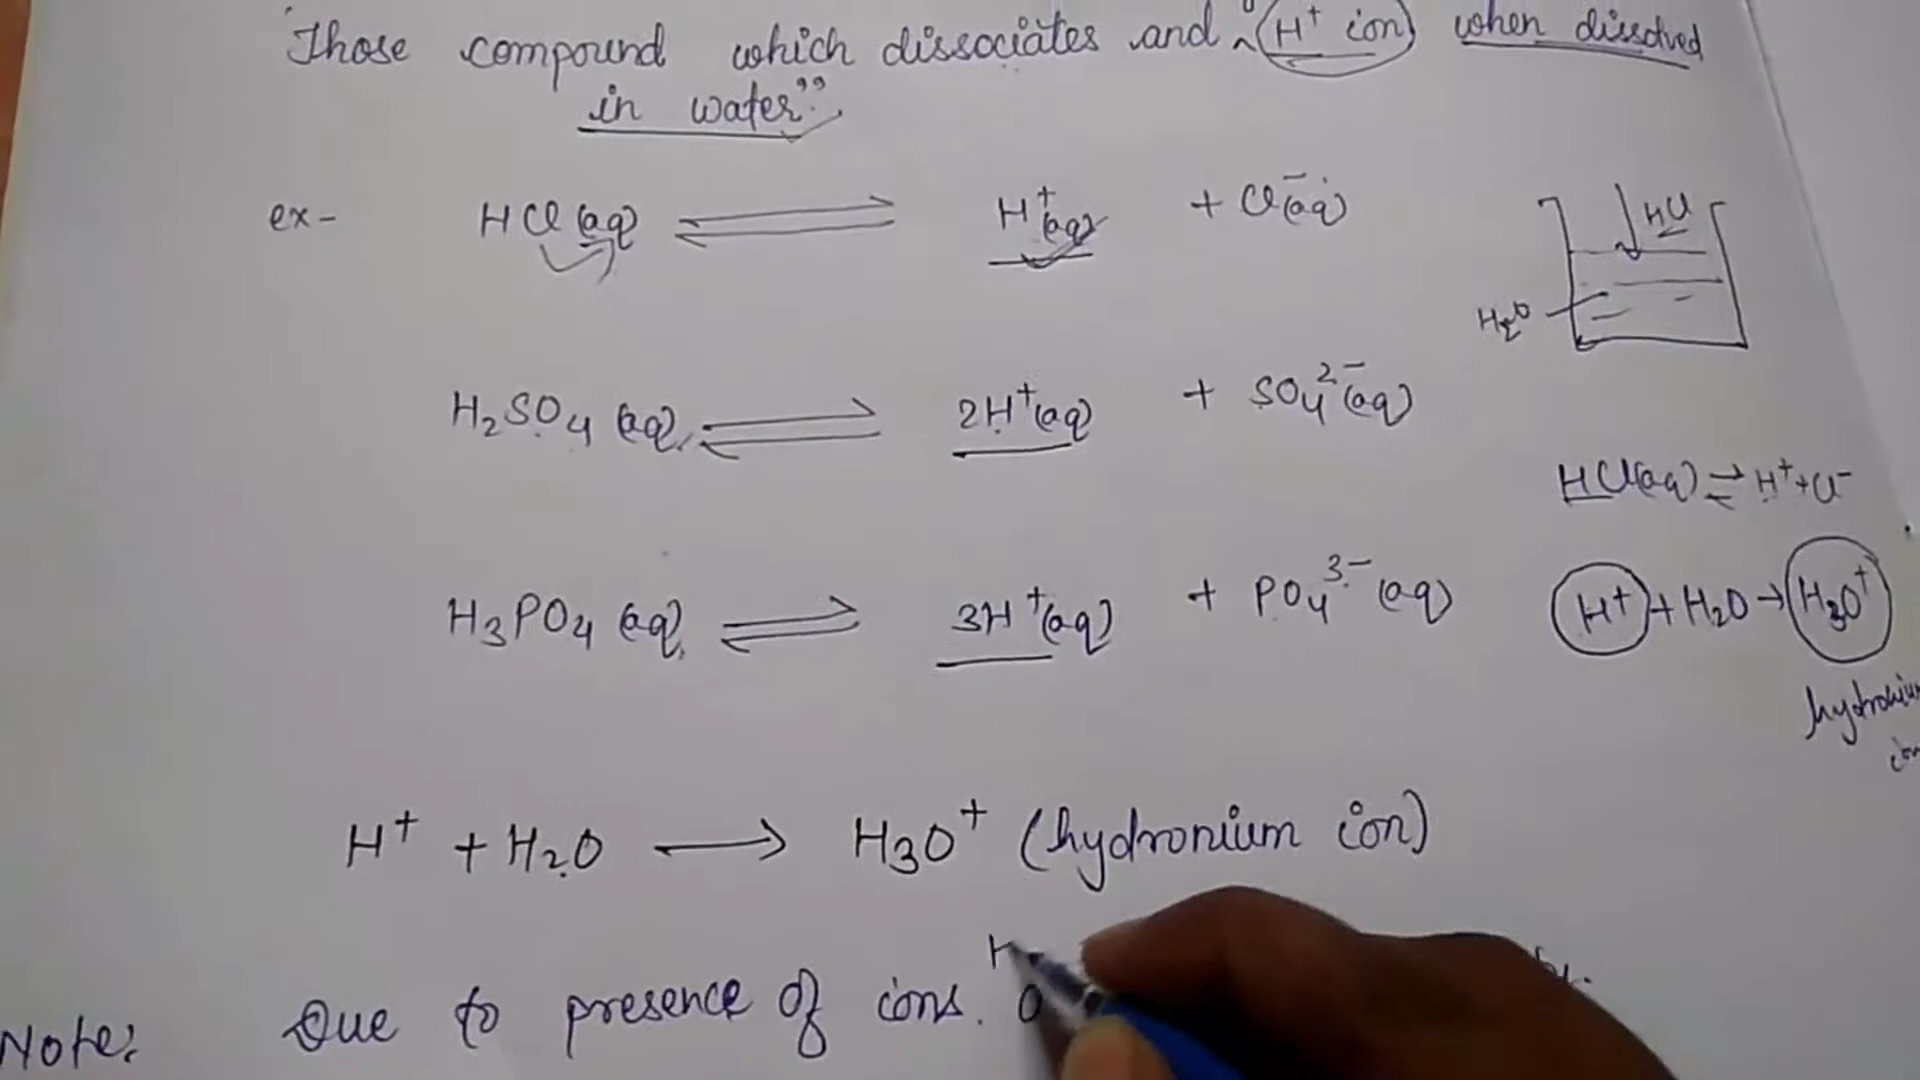 Those compound which dissociates and (H⁺ ion) when dissolved
in water”
ex- HCl(aq) ⇌ H⁺(aq) + Cl⁻(aq)
HCl
H₂O
H₂SO₄ (aq) ⇌ 2H⁺(aq) + SO₄²⁻(aq)
HCl(aq) ⇌ H⁺ + Cl⁻
H₃PO₄ (aq) ⇌ 3H⁺(aq) + PO₄³⁻(aq)
H⁺ + H₂O → H₃O⁺
hydronium
ion
H⁺ + H₂O ⟶ H₃O⁺ (hydronium ion)
Note: Due to presence of ions.